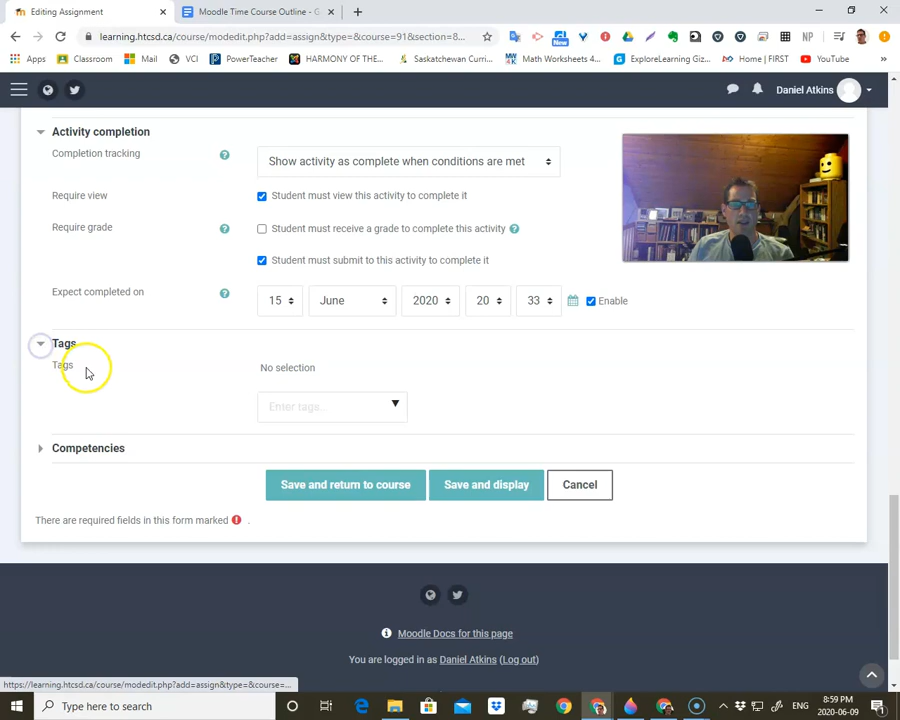 Editing Assignment
Moodle Time Course Outline - G
learning.htcsd.ca/course/modedit.php?add=assign&type=&course=91&section=8...
New
Apps
Classroom
Mail
VCI
PowerTeacher
HARMONY OF THE...
Saskatchewan Curri...
Math Worksheets 4...
ExploreLearning Giz...
Home | FIRST
YouTube
Daniel Atkins
Activity completion
Completion tracking
Show activity as complete when conditions are met
Require view
Student must view this activity to complete it
Require grade
Student must receive a grade to complete this activity
Student must submit to this activity to complete it
Expect completed on
15 June 2020 20 33 Enable
Tags
Tags
No selection
Enter tags...
Competencies
Save and return to course
Save and display
Cancel
There are required fields in this form marked .
Moodle Docs for this page
You are logged in as Daniel Atkins (Log out)
https://learning.htcsd.ca/course/modedit.php?add=assign&type=&course=...
Type here to search
ENG
8:59 PM
2020-06-09